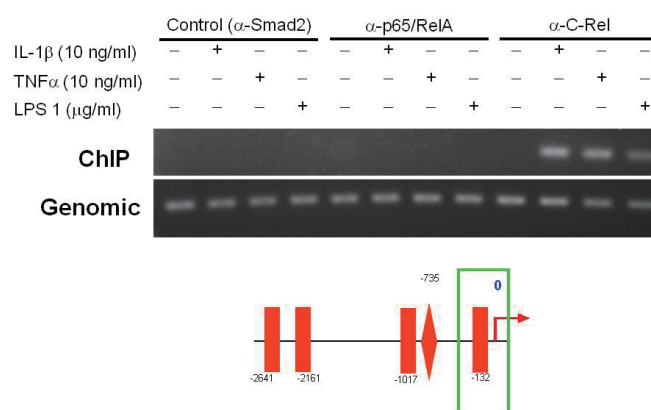 Control (α-Smad2) α-p65/RelA α-C-Rel
IL-1β (10 ng/ml) – + – – – + – – – + – –
TNFα (10 ng/ml) – – + – – – + – – – + –
LPS 1 (μg/ml) – – – + – – – + – – – +
ChIP
Genomic
-735
0
-2641 -2161 -1017 -132